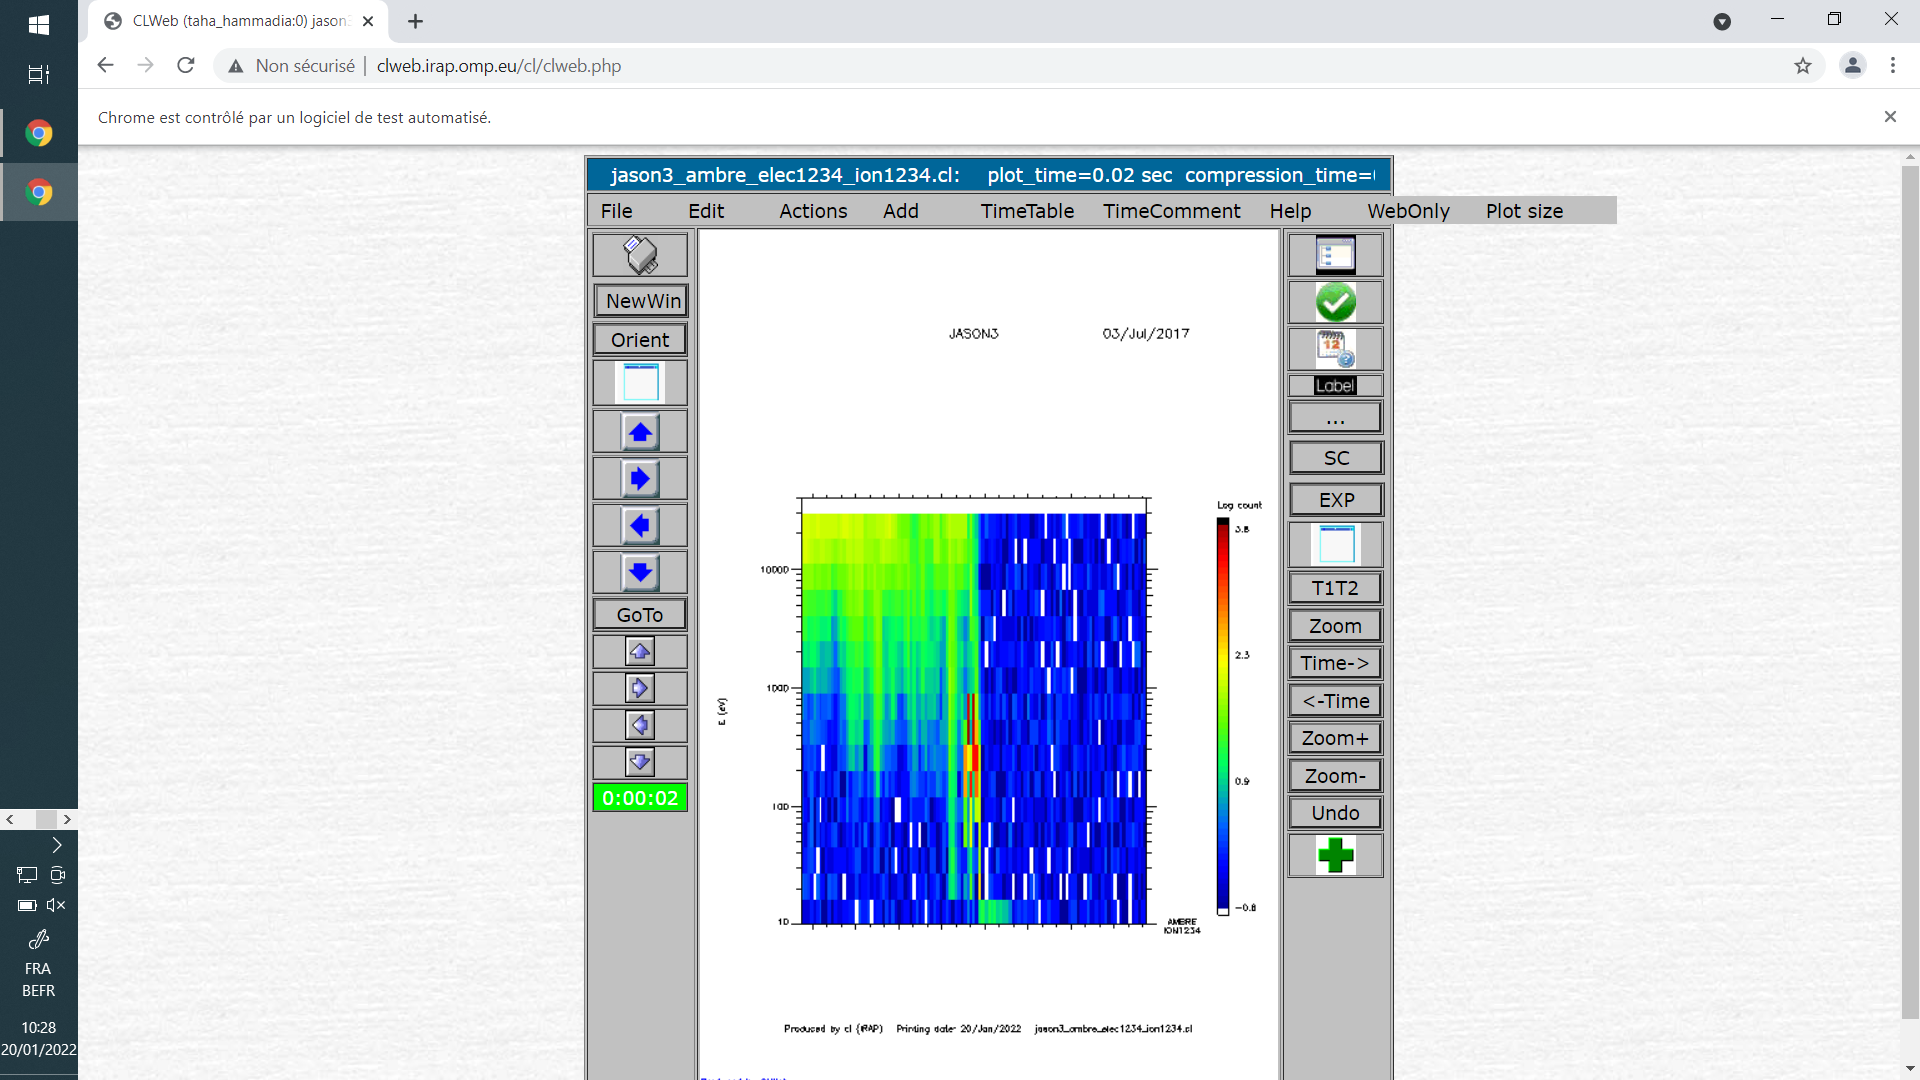 CLWeb (taha_hammadia:0) jason3
Non sécurisé | clweb.irap.omp.eu/cl/clweb.php
Chrome est contrôlé par un logiciel de test automatisé.
jason3_ambre_elec1234_ion1234.cl: plot_time=0.02 sec compression_time=
File Edit Actions Add TimeTable TimeComment Help WebOnly Plot size
NewWin
Orient
GoTo
0:00:02
JASON3 03/Jul/2017
Log count
3.8
2.3
0.9
-0.8
10000
1000
100
10
E (eV)
AMBRE
ION1234
Produced by cl (IRAP) Printing date: 20/Jan/2022 jason3_ambre_elec1234_ion1234.cl
12
Label
...
SC
EXP
T1T2
Zoom
Time->
<-Time
Zoom+
Zoom-
Undo
FRA
BEFR
10:28
20/01/2022